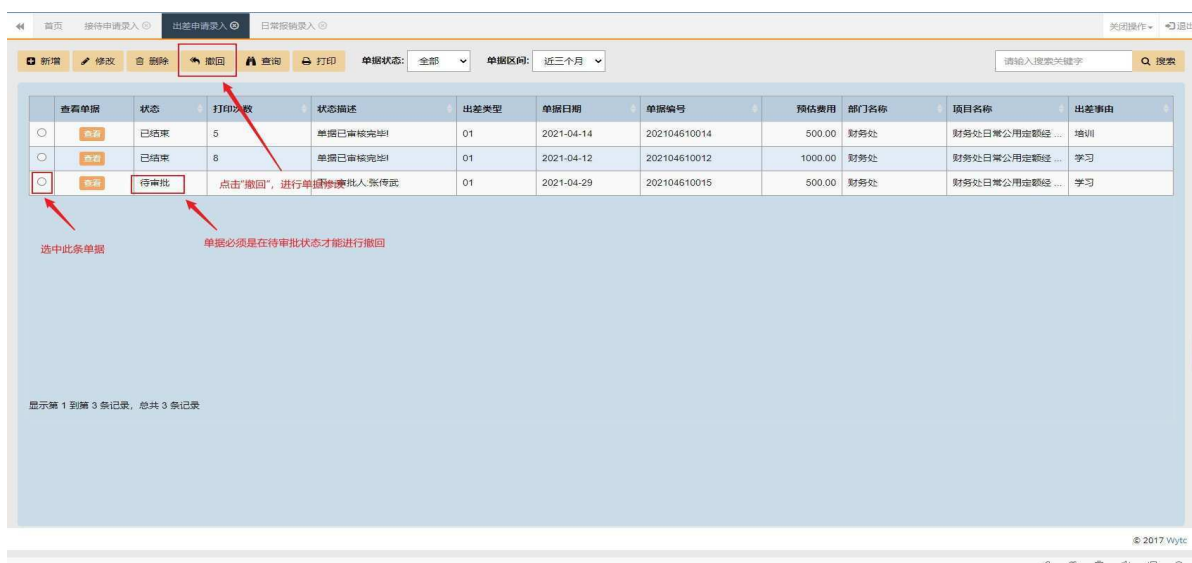 首页 接待申请录入 出差申请录入 日常报销录入 关闭操作 退出
新增 修改 删除 撤回 查询 打印 单据状态: 全部 单据区间: 近三个月 请输入搜索关键字 搜索
查看单据 状态 打印次数 状态描述 出差类型 单据日期 单据编号 预估费用 部门名称 项目名称 出差事由
查看 已结束 5 单据已审核完毕! 01 2021-04-14 202104610014 500.00 财务处 财务处日常公用定额经 ... 培训
查看 已结束 8 单据已审核完毕! 01 2021-04-12 202104610012 1000.00 财务处 财务处日常公用定额经 ... 学习
查看 待审批 审批人:张传武 01 2021-04-29 202104610015 500.00 财务处 财务处日常公用定额经 ... 学习
点击"撤回"，进行单据修改
选中此条单据
单据必须是在待审批状态才能进行撤回
显示第 1 到第 3 条记录，总共 3 条记录
© 2017 Wytc